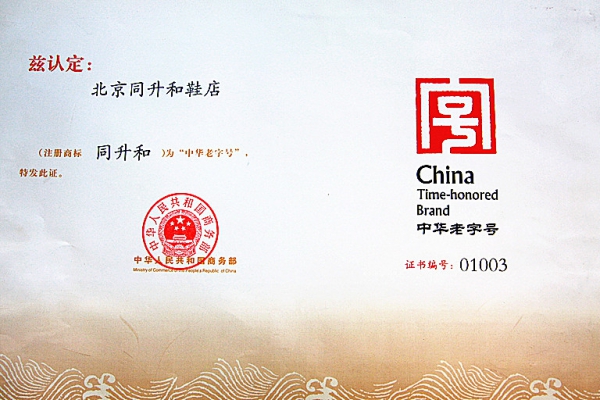 兹认定：
北京同升和鞋店
（注册商标 同升和 ）为“中华老字号”，
特发此证。
中华人民共和国商务部
中华人民共和国商务部
Ministry of Commerce of the People's Republic of China
China
Time-honored
Brand
中华老字号
证书编号：01003